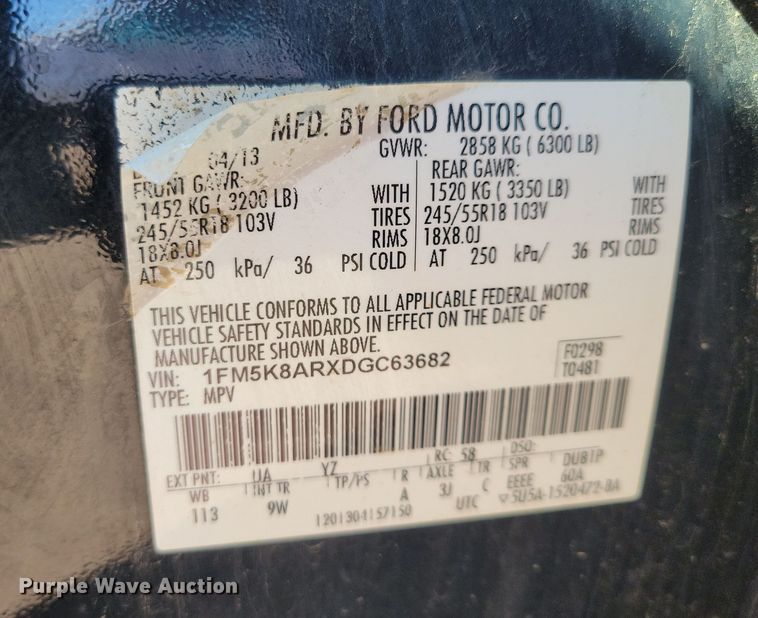 MFD. BY FORD MOTOR CO.
04/13 GVWR: 2858 KG ( 6300 LB)
FRONT GAWR: REAR GAWR:
1452 KG ( 3200 LB) WITH 1520 KG ( 3350 LB) WITH
245/55R18 103V TIRES 245/55R18 103V TIRES
18X8.0J RIMS 18X8.0J RIMS
AT 250 kPa/ 36 PSI COLD AT 250 kPa/ 36 PSI COLD
THIS VEHICLE CONFORMS TO ALL APPLICABLE FEDERAL MOTOR
VEHICLE SAFETY STANDARDS IN EFFECT ON THE DATE OF
MANUFACTURE SHOWN ABOVE.
VIN: 1FM5K8ARXDGC63682 F0298
TYPE: MPV T0481
EXT PNT: UA YZ RC: 58 DSO:
WB INT TR TP/PS R AXLE TR SPR DUB1P
113 9W A 3J C EEEE 60A
1201304157150 UTC ▽5U5A-1520472-BA
Purple Wave Auction